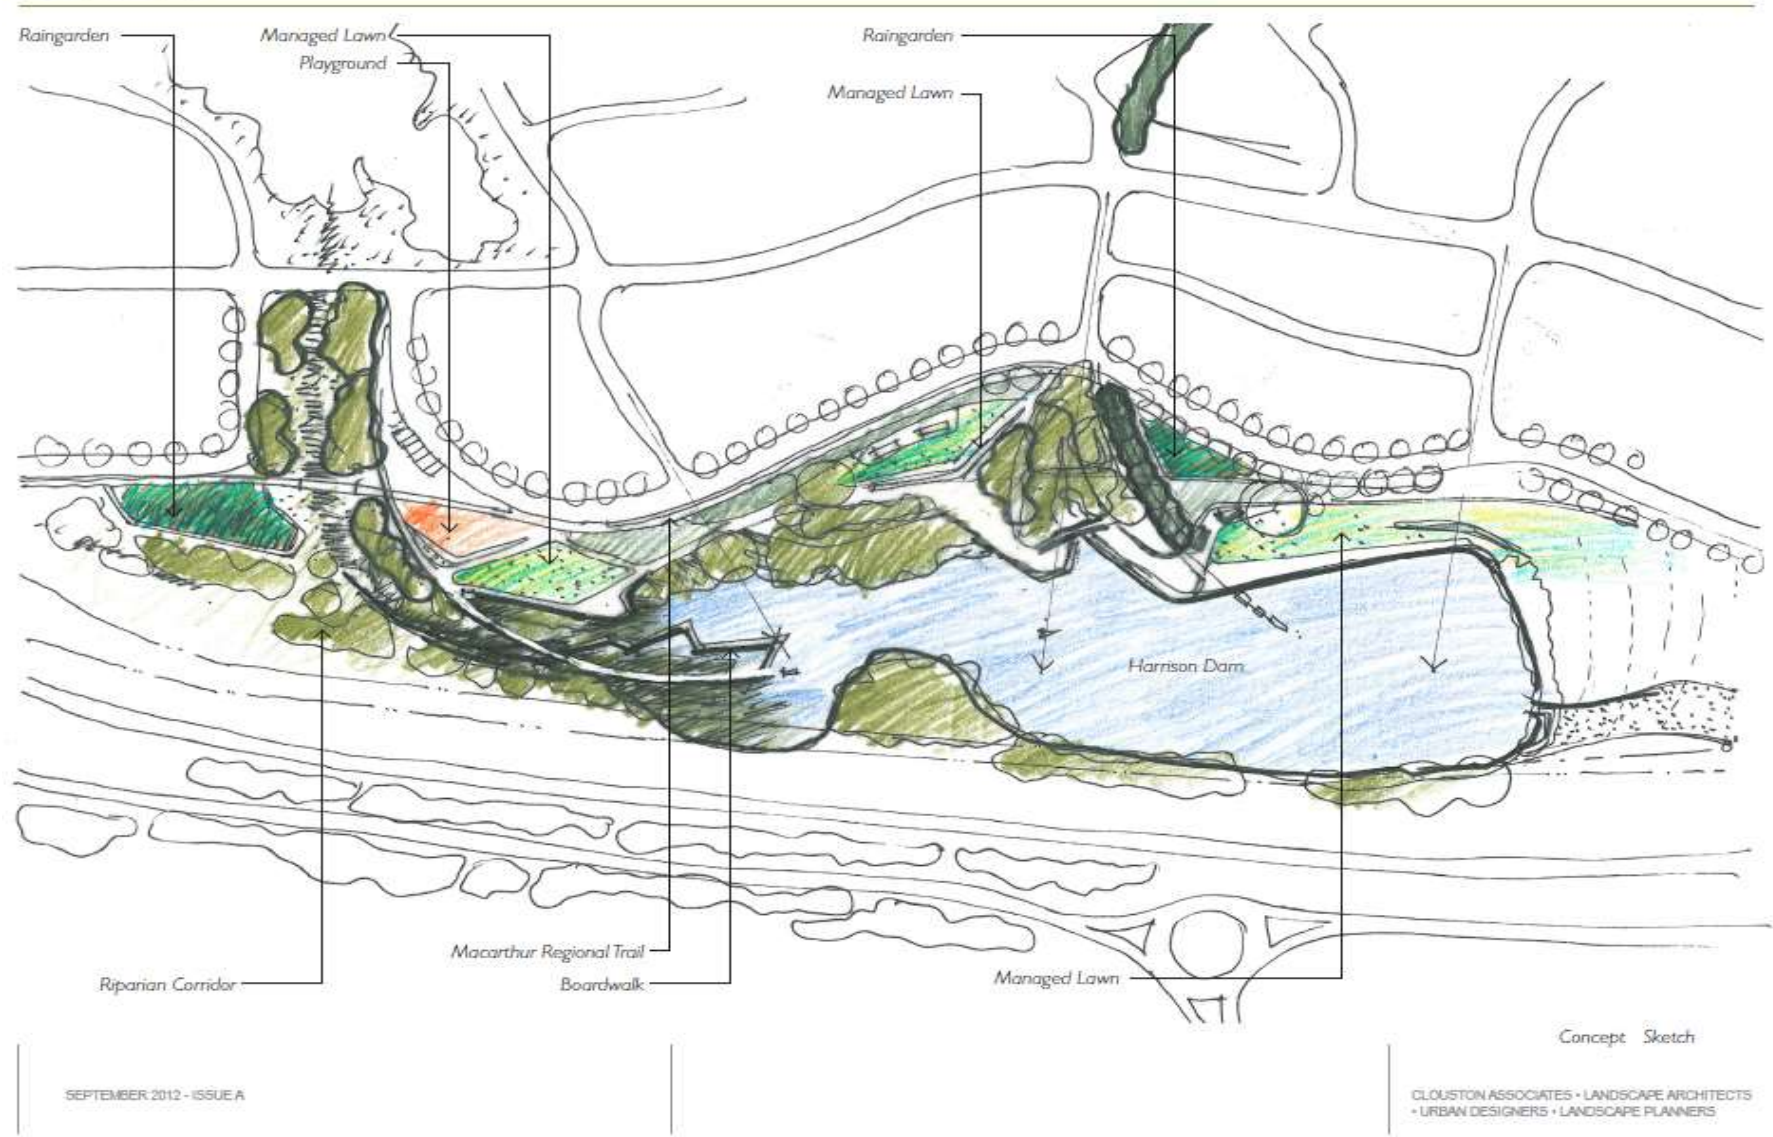 Raingarden
Managed Lawn
Playground
Raingarden
Managed Lawn
Harrison Dam
Macarthur Regional Trail
Riparian Corridor
Boardwalk
Managed Lawn
Concept Sketch
SEPTEMBER 2012 - ISSUE A
CLOUSTON ASSOCIATES • LANDSCAPE ARCHITECTS
• URBAN DESIGNERS • LANDSCAPE PLANNERS